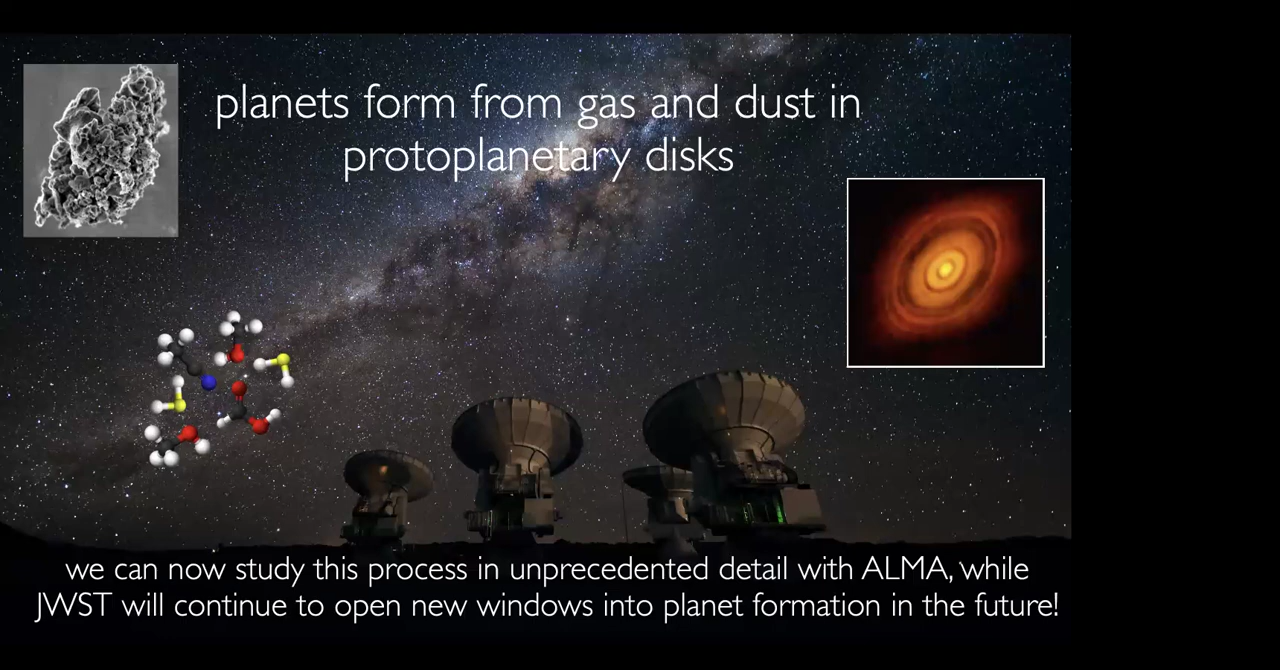 planets form from gas and dust in
protoplanetary disks
we can now study this process in unprecedented detail with ALMA, while
JWST will continue to open new windows into planet formation in the future!